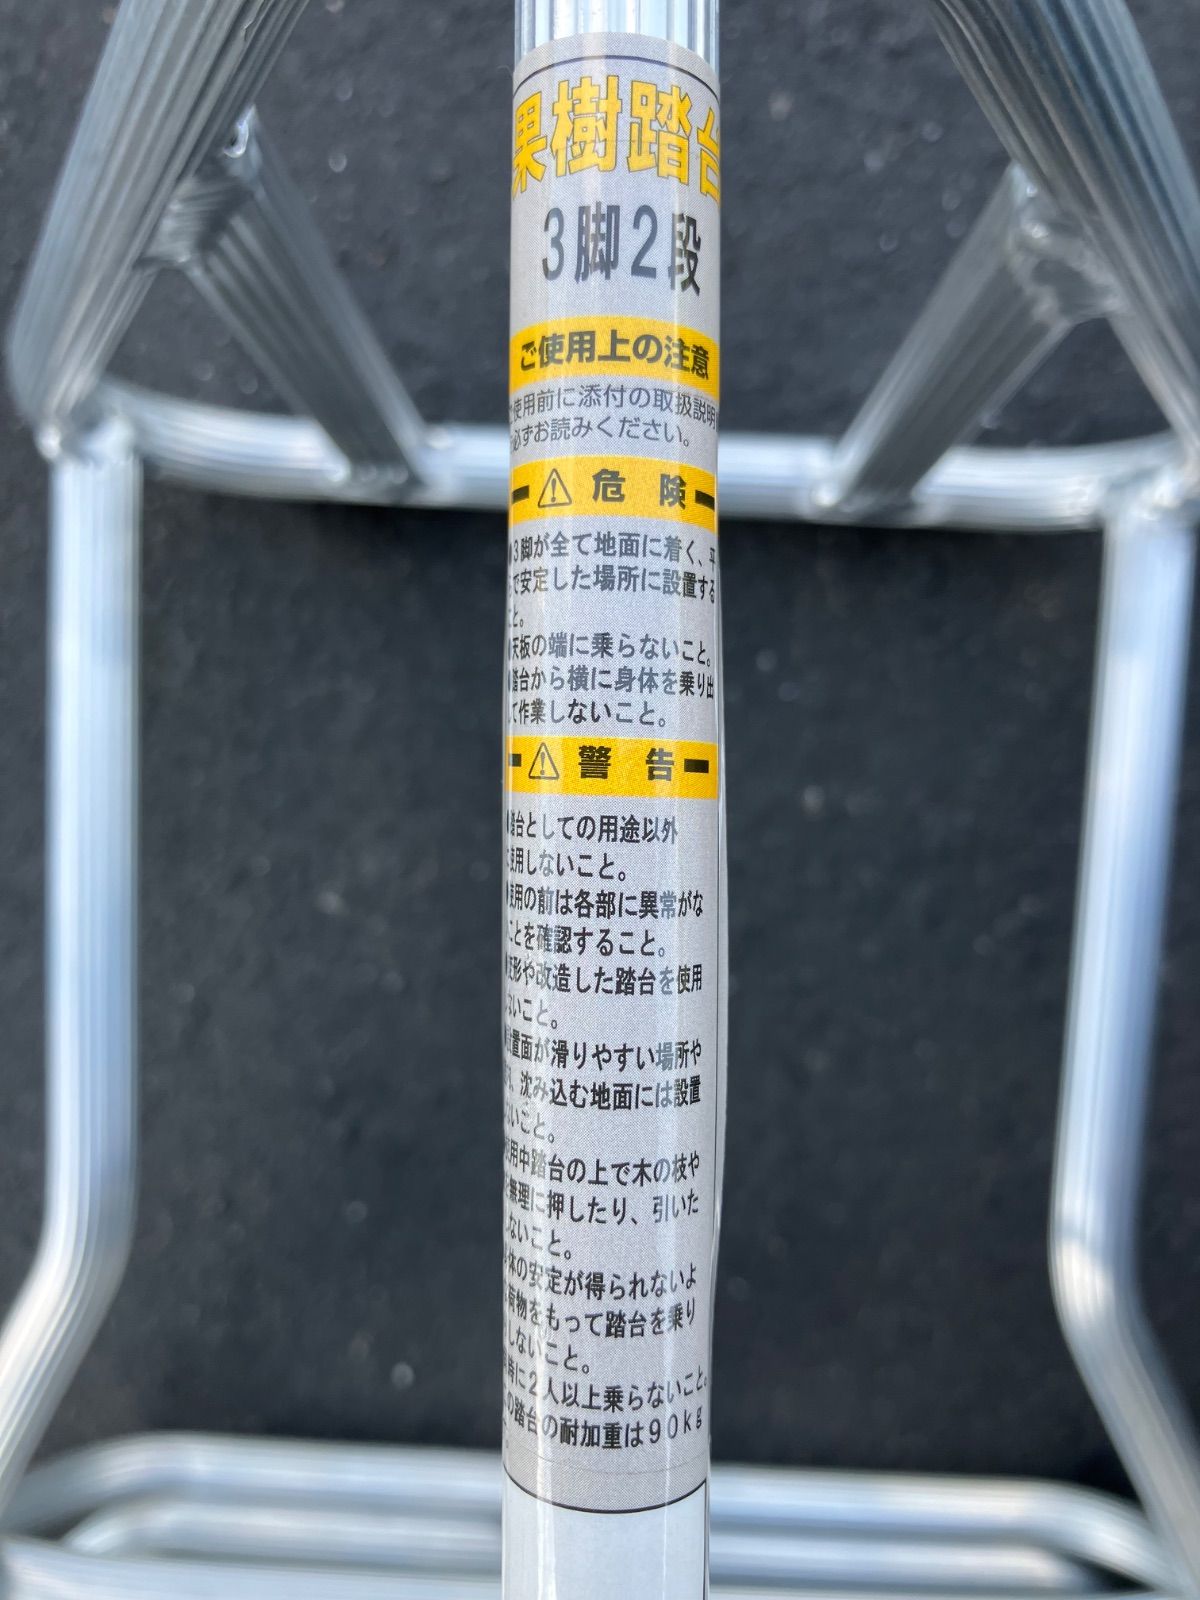 果樹踏台
3脚2段
ご使用上の注意
使用前に添付の取扱説明
必ずお読みください。
危 険
3脚が全て地面に着く、平
で安定した場所に設置する
こと。
天板の端に乗らないこと。
踏台から横に身体を乗り出
して作業しないこと。
警 告
踏台としての用途以外
使用しないこと。
使用の前は各部に異常がな
ことを確認すること。
変形や改造した踏台を使用
ないこと。
設置面が滑りやすい場所や
沈み込む地面には設置
ないこと。
使用中踏台の上で木の枝や
無理に押したり、引いた
しないこと。
体の安定が得られないよ
荷物をもって踏台を乗り
しないこと。
時に2人以上乗らないこと。
の踏台の耐加重は90kg